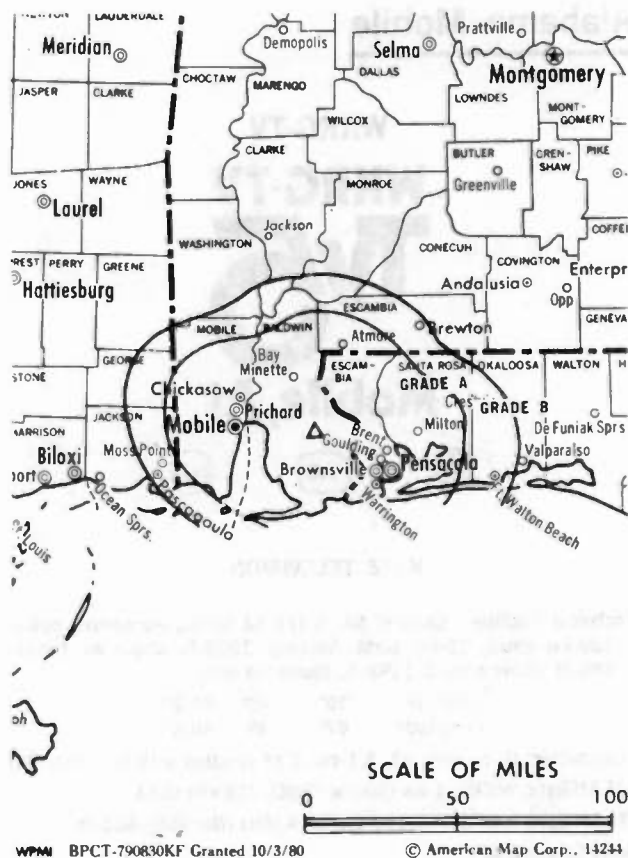 LAUDERDALE
Meridian
Demopolis
Selma
Prattville
Montgomery
CHOCTAW
MARENGO
DALLAS
LOWNDES
MONT-
GOMERY
JASPER
CLARKE
WILCOX
CLARKE
BUTLER
CREN-
SHAW
PIKE
JONES
WAYNE
MONROE
Greenville
Laurel
Jackson
WASHINGTON
CONECUH
COVINGTON
PERRY
GREENE
Andalusia
Opp
Hattiesburg
ESCAMBIA
MOBILE
BALDWIN
Atmore
Brewton
GEORGE
Bay
Minette
ESCAM-
BIA
SANTA ROSA
OKALOOSA
WALTON
GRADE A
GRADE B
Chickasaw
Prichard
Milton
JACKSON
Mobile
De Funiak Sprs
Moss Point
Brent
Goulding
Biloxi
Brownsville
Pensacola
Valparaiso
Ocean Sprs.
Pascagoula
Warrington
Ft. Walton Beach
SCALE OF MILES
0 50 100
WPMI BPCT-790830KF Granted 10/3/80
© American Map Corp., 14244